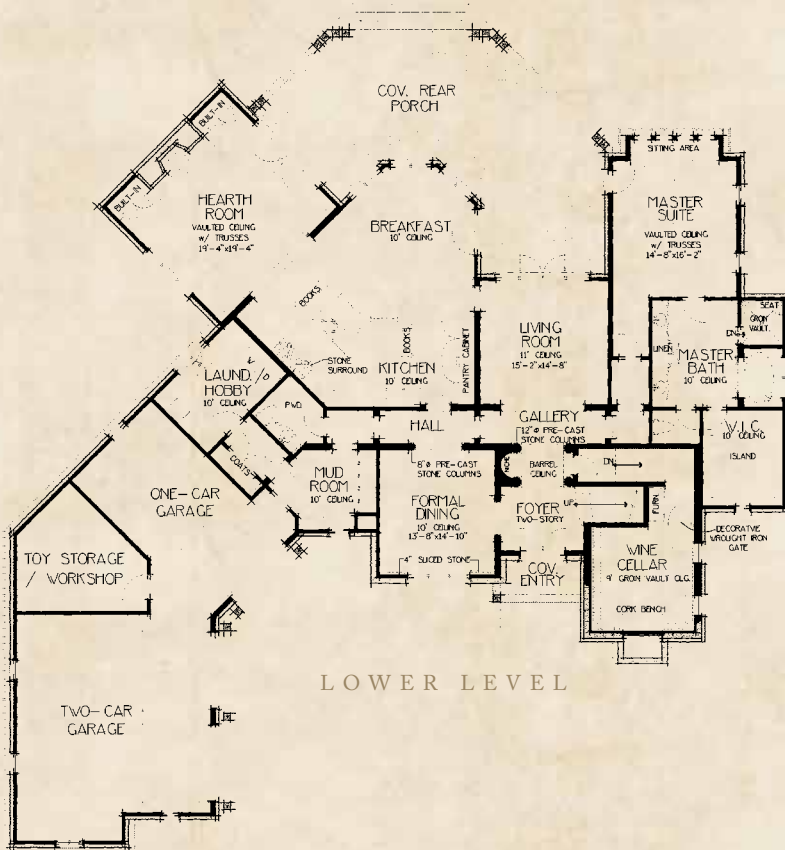 COV. REAR
PORCH
BUILT-IN
BUILT-IN
HEARTH
ROOM
VAULTED CEILING
w/ TRUSSES
19'-4"x19'-4"
BREAKFAST
10' CEILING
SITTING AREA
MASTER
SUITE
VAULTED CEILING
w/ TRUSSES
14'-8"x16'-2"
BOOKS
BOOKS
STONE
SURROUND
KITCHEN
10' CEILING
PANTRY CABINET
LIVING
ROOM
11' CEILING
15'-2"x14'-8"
LINEN
MASTER
BATH
10' CEILING
DN
SEAT
GROIN
VAULT
LAUND./
HOBBY
10' CEILING
PWD.
HALL
GALLERY
12"ø PRE-CAST
STONE COLUMNS
W.I.C.
10' CEILING
ISLAND
COATS
MUD
ROOM
10' CEILING
8"ø PRE-CAST
STONE COLUMNS
NICHE
BARREL
CEILING
DN
ONE-CAR
GARAGE
FORMAL
DINING
10' CEILING
13'-8"x14'-10"
FOYER
TWO-STORY
UP
FURN
DECORATIVE
WROUGHT IRON
GATE
TOY STORAGE
/ WORKSHOP
4" SLICED STONE
COV.
ENTRY
WINE
CELLAR
9' GROIN VAULT CLG.
CORK BENCH
LOWER LEVEL
TWO-CAR
GARAGE